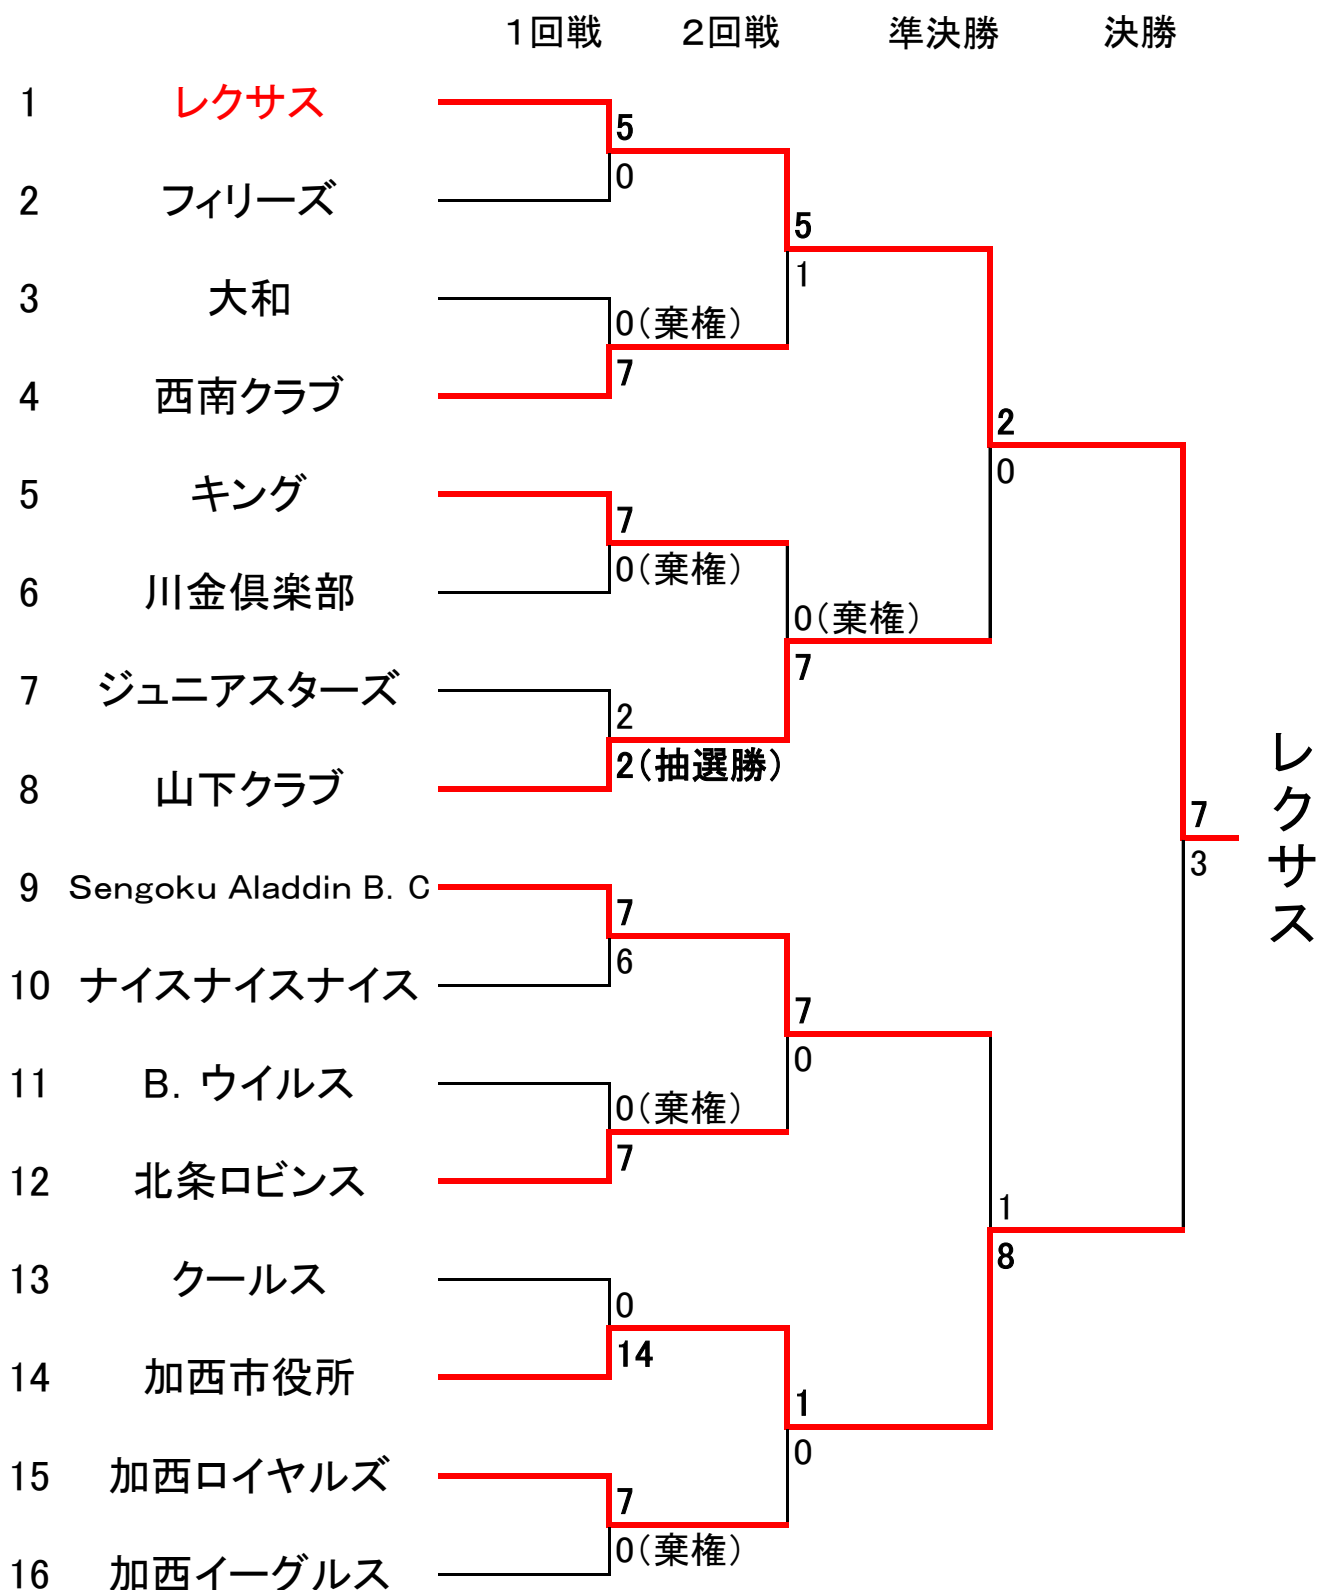 1回戦 2回戦 準決勝 決勝
1 レクサス
5
0
2 フィリーズ
5
1
3 大和
0(棄権)
7
4 西南クラブ
2
0
5 キング
7
0(棄権)
6 川金倶楽部
0(棄権)
7
7 ジュニアスターズ
2
2(抽選勝)
8 山下クラブ
7
3
レクサス
9 Sengoku Aladdin B. C
7
6
10 ナイスナイスナイス
7
0
11 B. ウイルス
0(棄権)
7
12 北条ロビンス
1
8
13 クールス
0
14
14 加西市役所
1
0
15 加西ロイヤルズ
7
0(棄権)
16 加西イーグルス